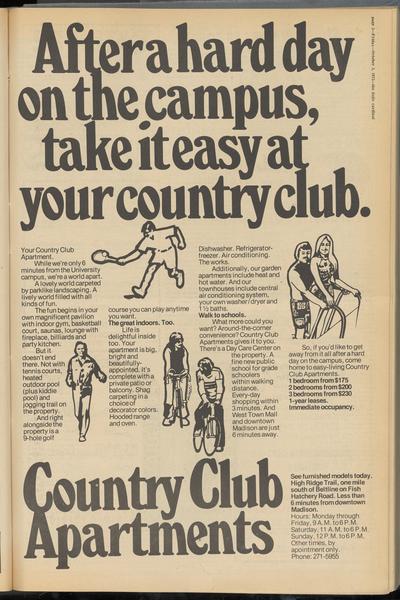 After a hard day
on the campus,
take it easy at
your country club.
Your Country Club
Apartment.
While we're only 6
minutes from the University
campus, we're a world apart.
A lovely world carpeted
by parklike landscaping. A
lively world filled with all
kinds of fun.
The fun begins in your
own magnificent pavilion
with indoor gym, basketball
court, saunas, lounge with
fireplace, billiards and
party kitchen.
But it
doesn't end
there. Not with
tennis courts,
heated
outdoor pool
(plus kiddie
pool) and
jogging trail on
the property.
And right
alongside the
property is a
9-hole golf
course you can play anytime
you want.
The great indoors. Too.
Life is
delightful inside
too. Your
apartment is big,
bright and
beautifully-
appointed, it's
complete with a
private patio or
balcony. Shag
carpeting in a
choice of
decorator colors.
Hooded range
and oven.
Dishwasher. Refrigerator-
freezer. Air conditioning.
The works.
Additionally, our garden
apartments include heat and
hot water. And our
townhouses include central
air conditioning system,
your own washer/dryer and
1½ baths.
Walk to schools.
What more could you
want? Around-the-corner
convenience? Country Club
Apartments gives it to you.
There's a Day Care Center on
the property. A
fine new public
school for grade
schoolers
within walking
distance.
Every-day
shopping within
3 minutes. And
West Town Mall
and downtown
Madison are just
6 minutes away.
So, if you'd like to get
away from it all after a hard
day on the campus, come
home to easy-living Country
Club Apartments.
1 bedroom from $175
2 bedrooms from $200
3 bedrooms from $230
1-year leases.
Immediate occupancy.
Country Club
Apartments
See furnished models today.
High Ridge Trail, one mile
south of Beltline on Fish
Hatchery Road. Less than
6 minutes from downtown
Madison.
Hours: Monday through
Friday, 9 A.M. to 6 P.M.
Saturday, 11 A.M. to 6 P.M.
Sunday, 12 P.M. to 6 P.M.
Other times, by
apointment only.
Phone: 271-5955